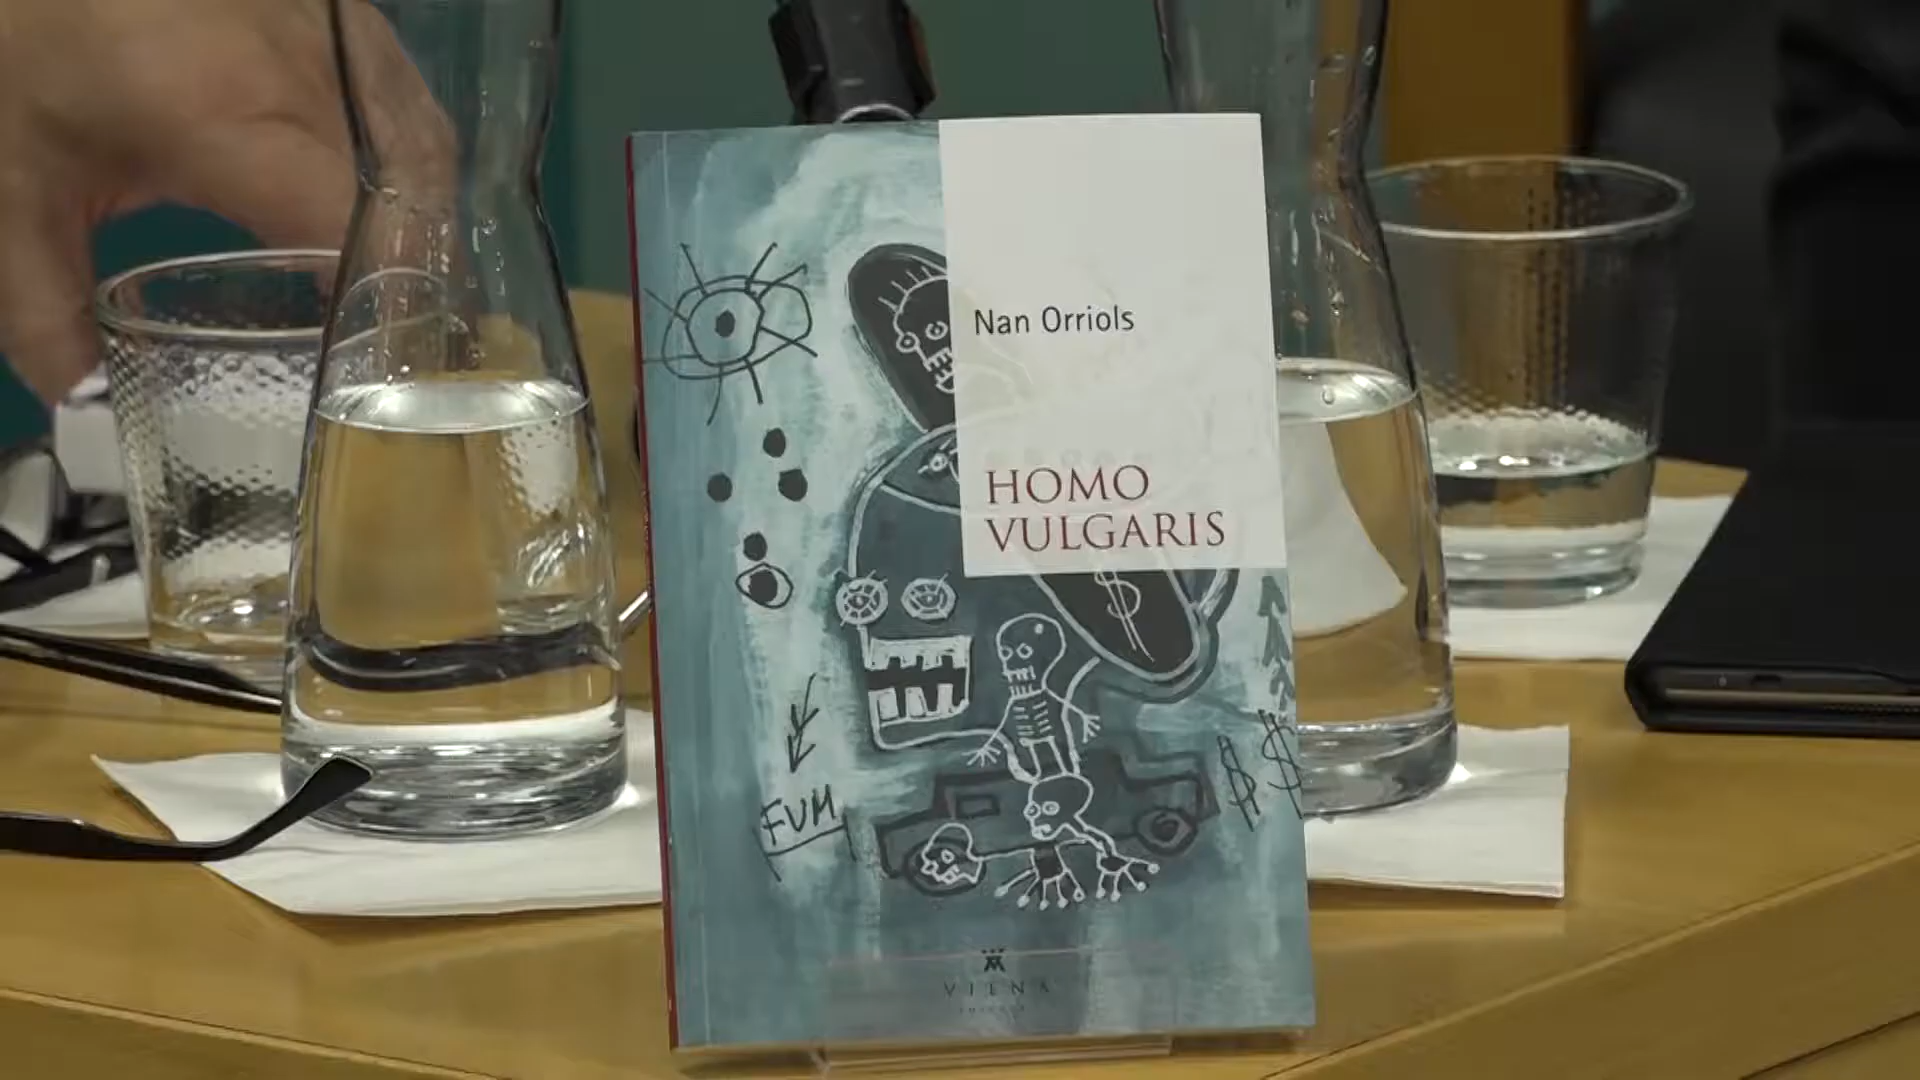 Nan Orriols
HOMO
VULGARIS
$
$ $
FUM
VIENA